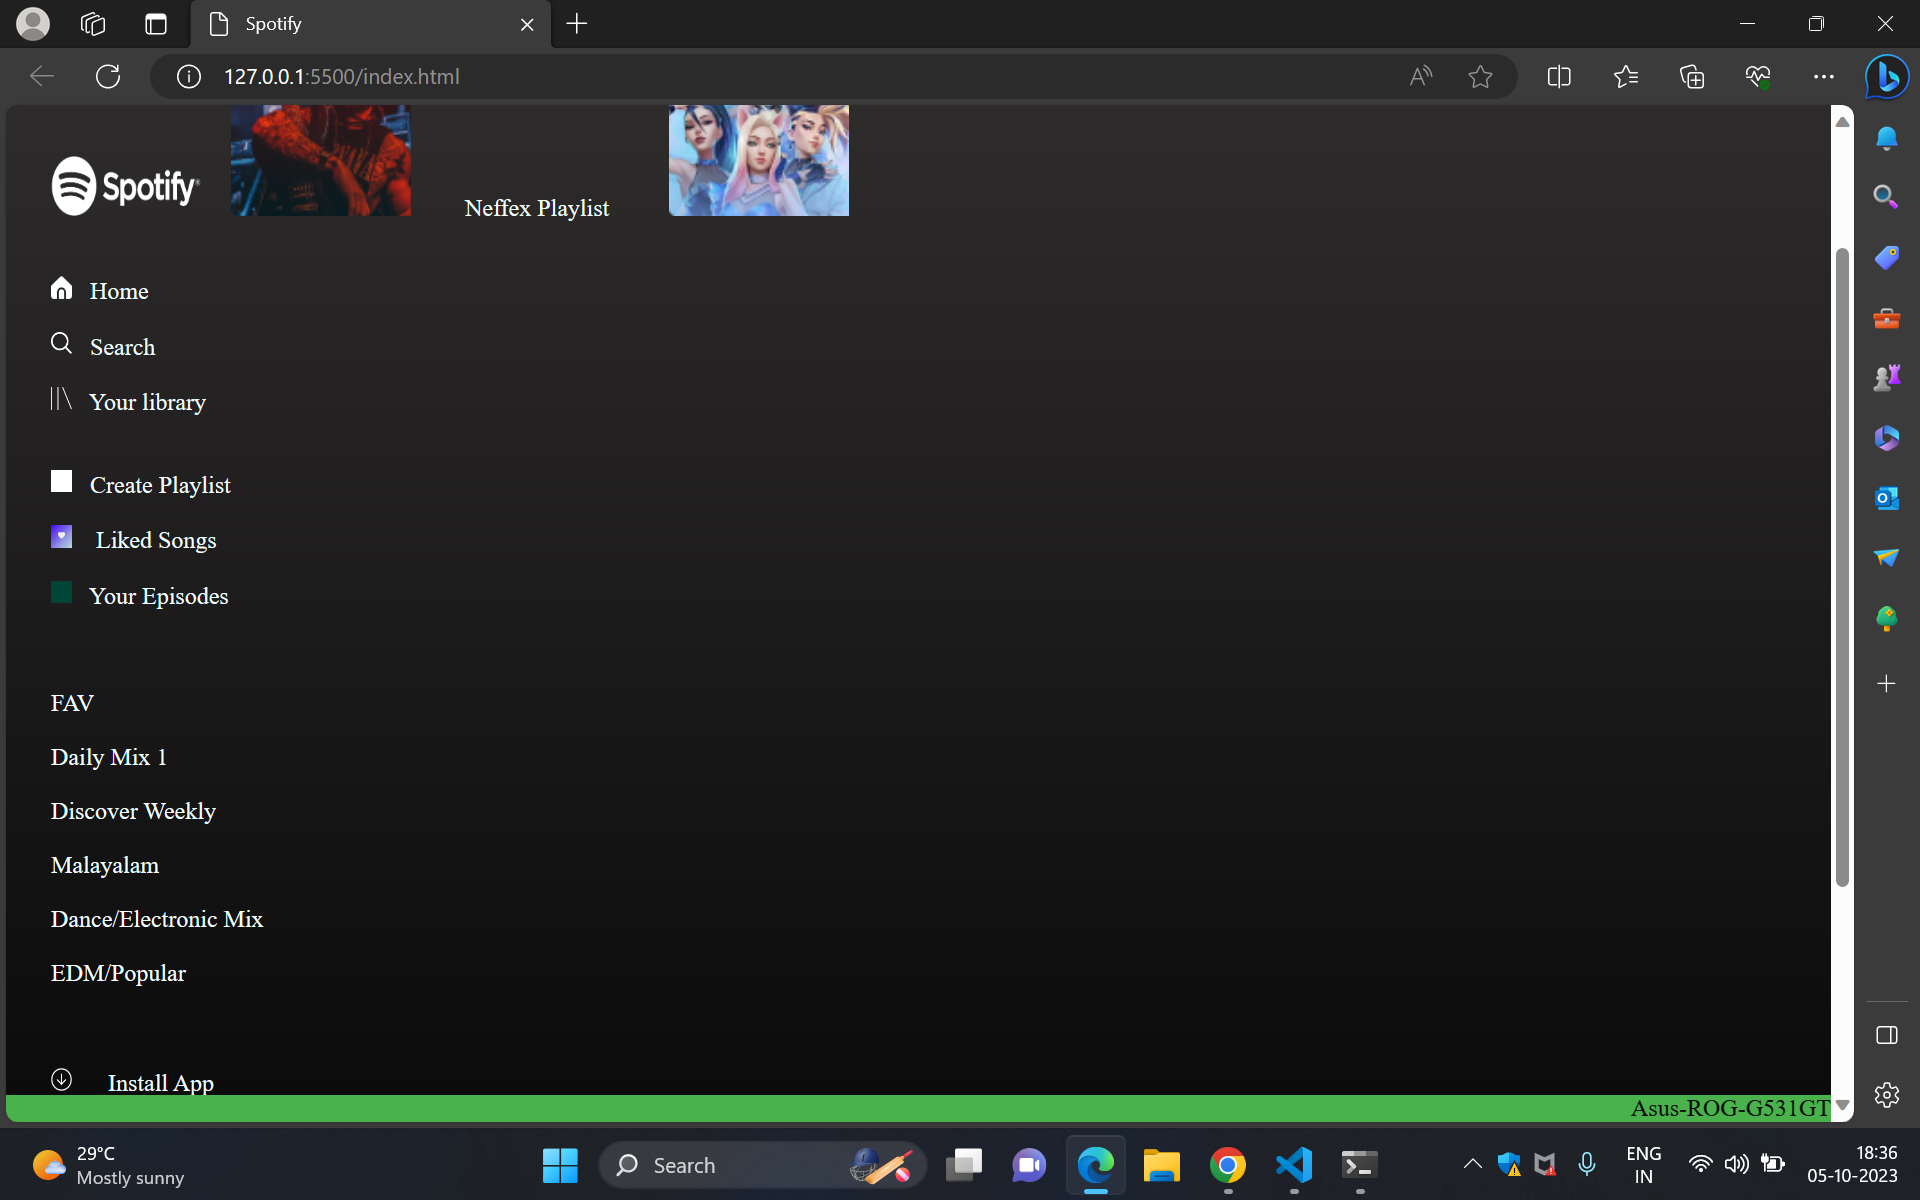 Spotify
127.0.0.1:5500/index.html
Spotify
Neffex Playlist
Home
Search
Your library
Create Playlist
Liked Songs
Your Episodes
FAV
Daily Mix 1
Discover Weekly
Malayalam
Dance/Electronic Mix
EDM/Popular
Install App
Asus-ROG-G531GT
29°C
Mostly sunny
Search
ENG
IN
18:36
05-10-2023